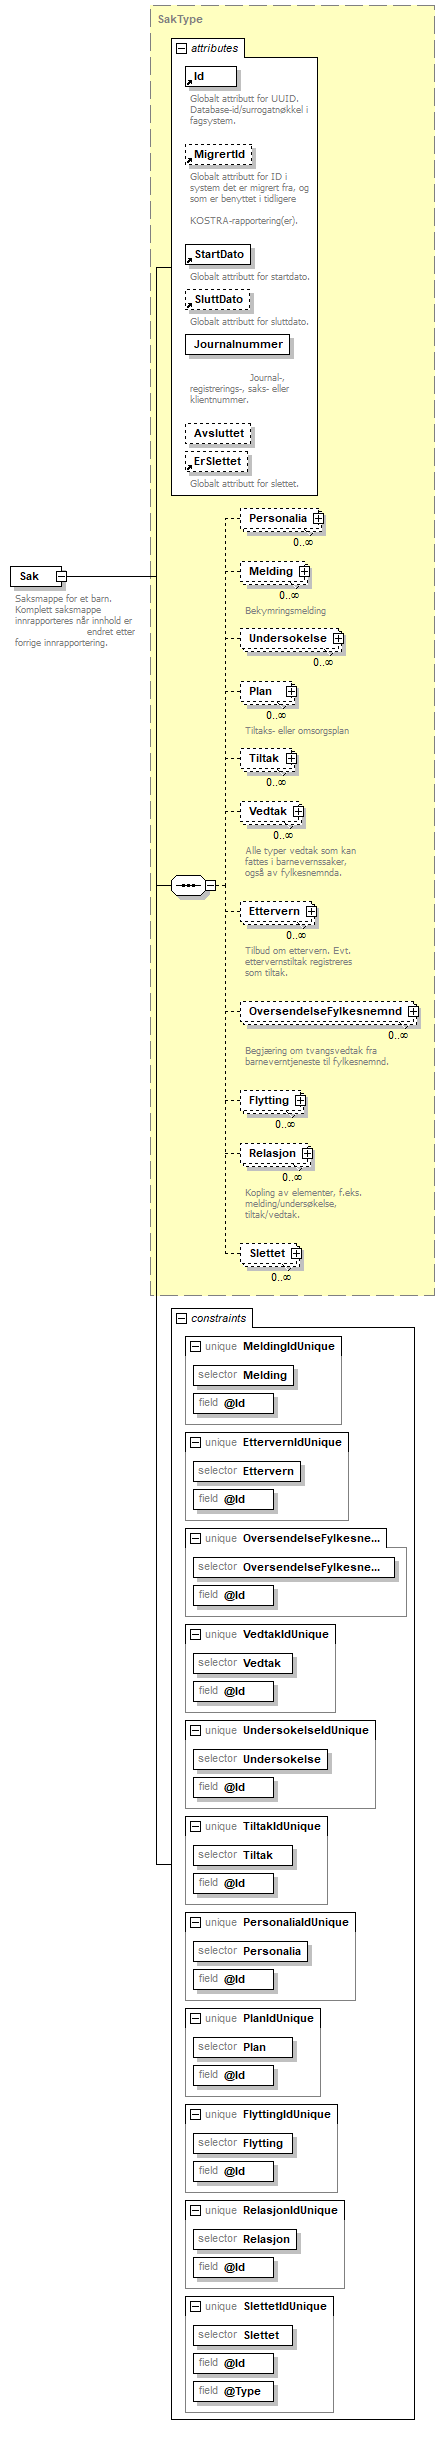 SakType
attributes
Id
Globalt attributt for UUID.
Database-id/surrogatnøkkel i
fagsystem.
MigrertId
Globalt attributt for ID i
system det er migrert fra, og
som er benyttet i tidligere
KOSTRA-rapportering(er).
StartDato
Globalt attributt for startdato.
SluttDato
Globalt attributt for sluttdato.
Journalnummer
Journal-,
registrerings-, saks- eller
klientnummer.
Avsluttet
ErSlettet
Globalt attributt for slettet.
Sak
Saksmappe for et barn.
Komplett saksmappe
innrapporteres når innhold er
endret etter
forrige innrapportering.
Personalia
0..∞
Melding
0..∞
Bekymringsmelding
Undersokelse
0..∞
Plan
0..∞
Tiltaks- eller omsorgsplan
Tiltak
0..∞
Vedtak
0..∞
Alle typer vedtak som kan
fattes i barnevernssaker,
også av fylkesnemnda.
Ettervern
0..∞
Tilbud om ettervern. Evt.
ettervernstiltak registreres
som tiltak.
OversendelseFylkesnemnd
0..∞
Begjæring om tvangsvedtak fra
barneverntjeneste til fylkesnemnd.
Flytting
0..∞
Relasjon
0..∞
Kopling av elementer, f.eks.
melding/undersøkelse,
tiltak/vedtak.
Slettet
0..∞
constraints
unique MeldingIdUnique
selector Melding
field @Id
unique EttervernIdUnique
selector Ettervern
field @Id
unique OversendelseFylkesne...
selector OversendelseFylkesne...
field @Id
unique VedtakIdUnique
selector Vedtak
field @Id
unique UndersokelseIdUnique
selector Undersokelse
field @Id
unique TiltakIdUnique
selector Tiltak
field @Id
unique PersonaliaIdUnique
selector Personalia
field @Id
unique PlanIdUnique
selector Plan
field @Id
unique FlyttingIdUnique
selector Flytting
field @Id
unique RelasjonIdUnique
selector Relasjon
field @Id
unique SlettetIdUnique
selector Slettet
field @Id
field @Type